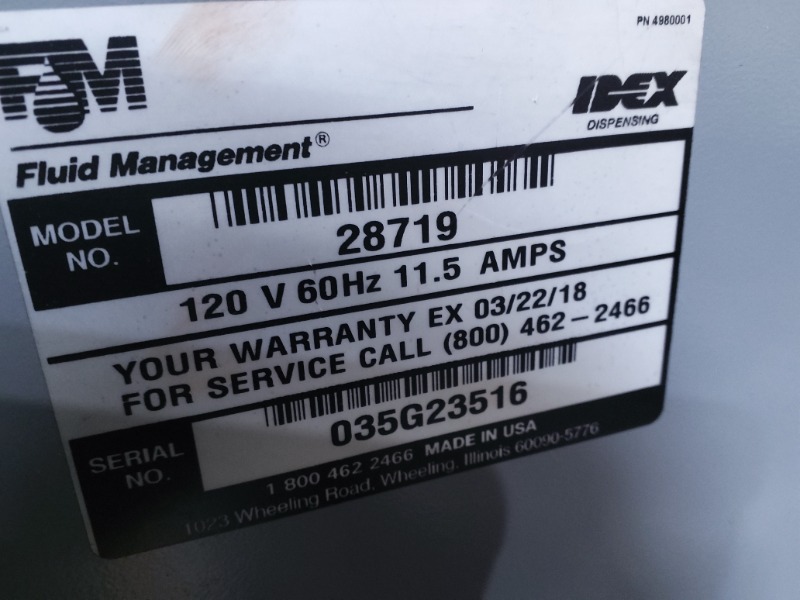 PN 4980001
FM
IDEX
DISPENSING
Fluid Management®
MODEL NO.
28719
120 V 60Hz 11.5 AMPS
YOUR WARRANTY EX 03/22/18
FOR SERVICE CALL (800) 462-2466
SERIAL NO.
035G23516
1 800 462 2466 MADE IN USA
1023 Wheeling Road, Wheeling, Illinois 60090-5776